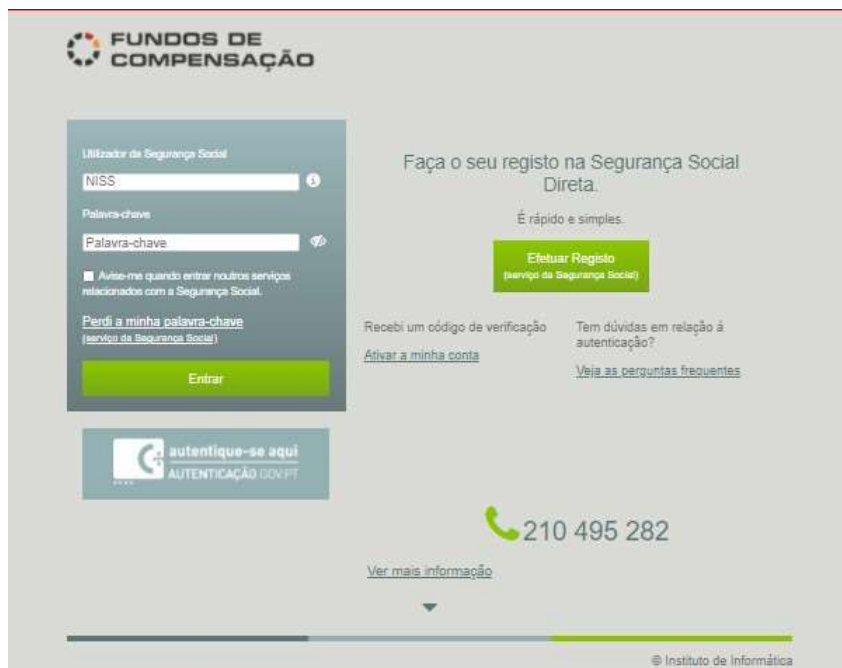 FUNDOS DE
COMPENSAÇÃO
Utilizador da Segurança Social
NISS
Palavra-chave
Palavra-chave
Avise-me quando entrar noutros serviços
relacionados com a Segurança Social.
Perdi a minha palavra-chave
(serviço da Segurança Social)
Entrar
autentique-se aqui
AUTENTICAÇÃO.GOV.PT
Faça o seu registo na Segurança Social
Direta.
É rápido e simples.
Efetuar Registo
(serviço da Segurança Social)
Recebi um código de verificação
Ativar a minha conta
Tem dúvidas em relação à
autenticação?
Veja as perguntas frequentes
210 495 282
Ver mais informação
© Instituto de Informática